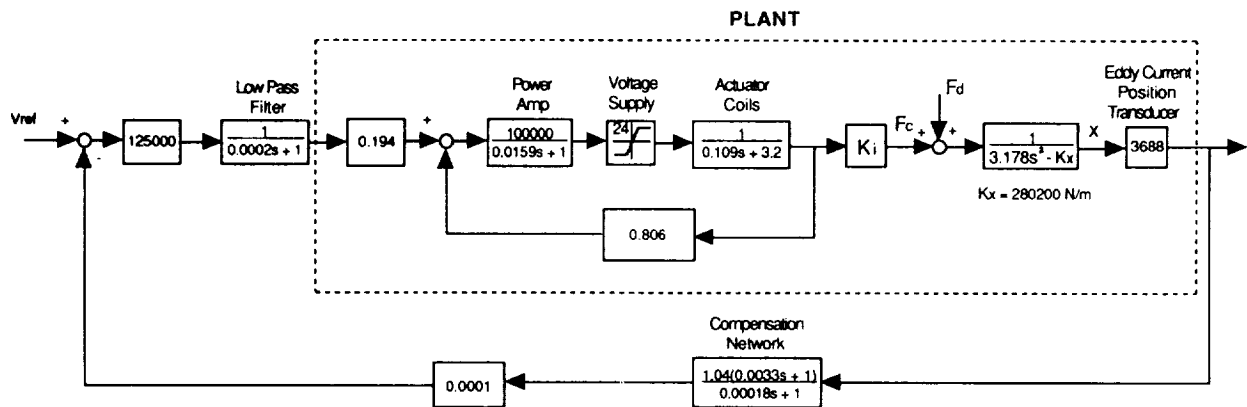 PLANT
Low Pass
Filter
Power
Amp
Voltage
Supply
Actuator
Coils
Eddy Current
Position
Transducer
Vref
+
-
125000
1
0.0002s + 1
0.194
+
-
100000
0.0159s + 1
24
1
0.109s + 3.2
Ki
Fc
+
Fd
+
1
3.178s² - Kx
X
3688
Kx = 280200 N/m
0.806
Compensation
Network
0.0001
1.04(0.0033s + 1)
0.00018s + 1